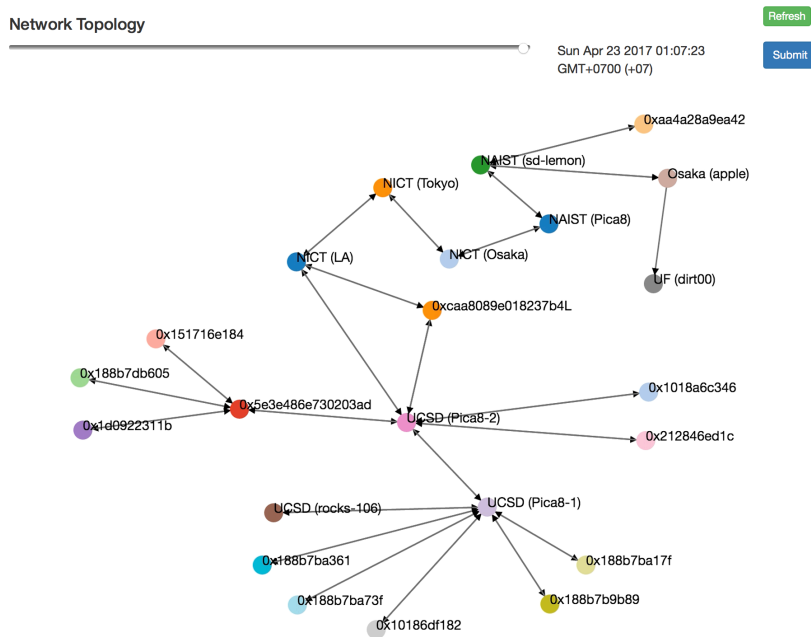 Network Topology
Refresh
Sun Apr 23 2017 01:07:23
GMT+0700 (+07)
Submit
0xaa4a28a9ea42
NAIST (sd-lemon)
Osaka (apple)
NICT (Tokyo)
NAIST (Pica8)
NICT (LA)
NICT (Osaka)
UF (dirt00)
0xcaa8089e018237b4L
0x151716e184
0x188b7db605
0x1018a6c346
0x5e3e486e730203ad
UCSD (Pica8-2)
0x1d0922311b
0x212846ed1c
UCSD (rocks-106)
UCSD (Pica8-1)
0x188b7ba361
0x188b7ba17f
0x188b7ba73f
0x188b7b9b89
0x10186df182